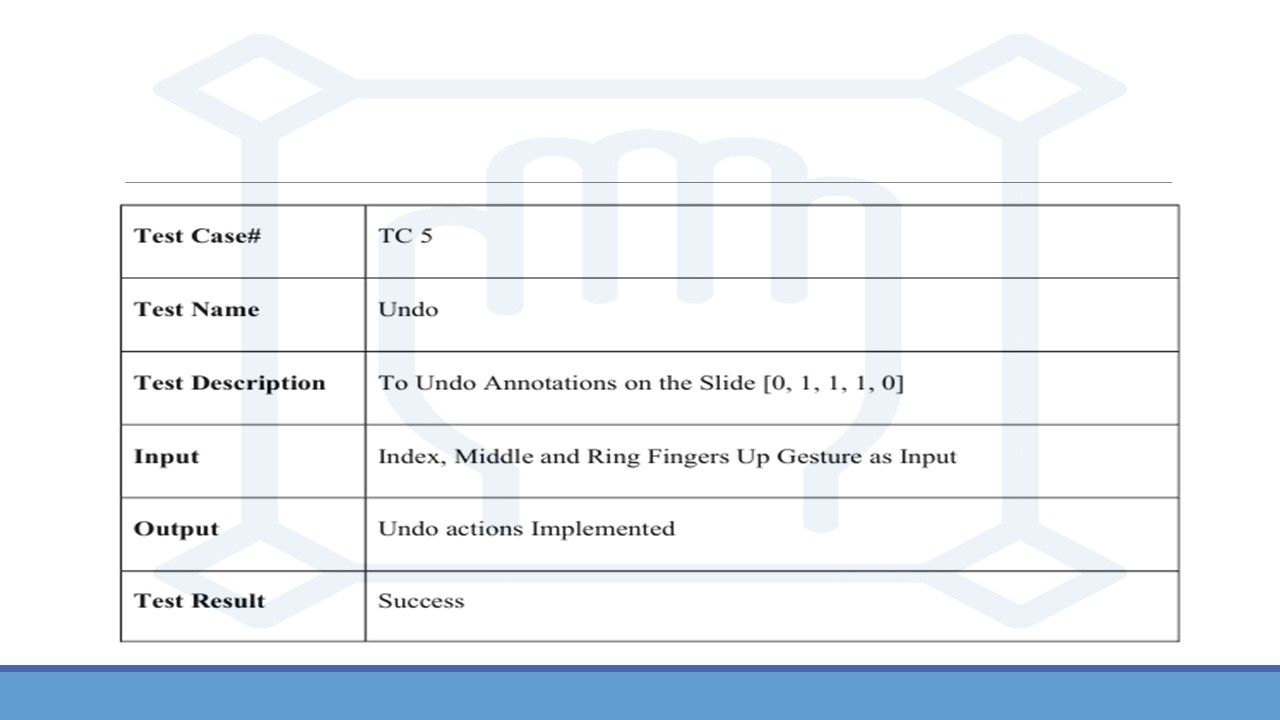 Test Case# TC 5
Test Name Undo
Test Description To Undo Annotations on the Slide [0, 1, 1, 1, 0]
Input Index, Middle and Ring Fingers Up Gesture as Input
Output Undo actions Implemented
Test Result Success